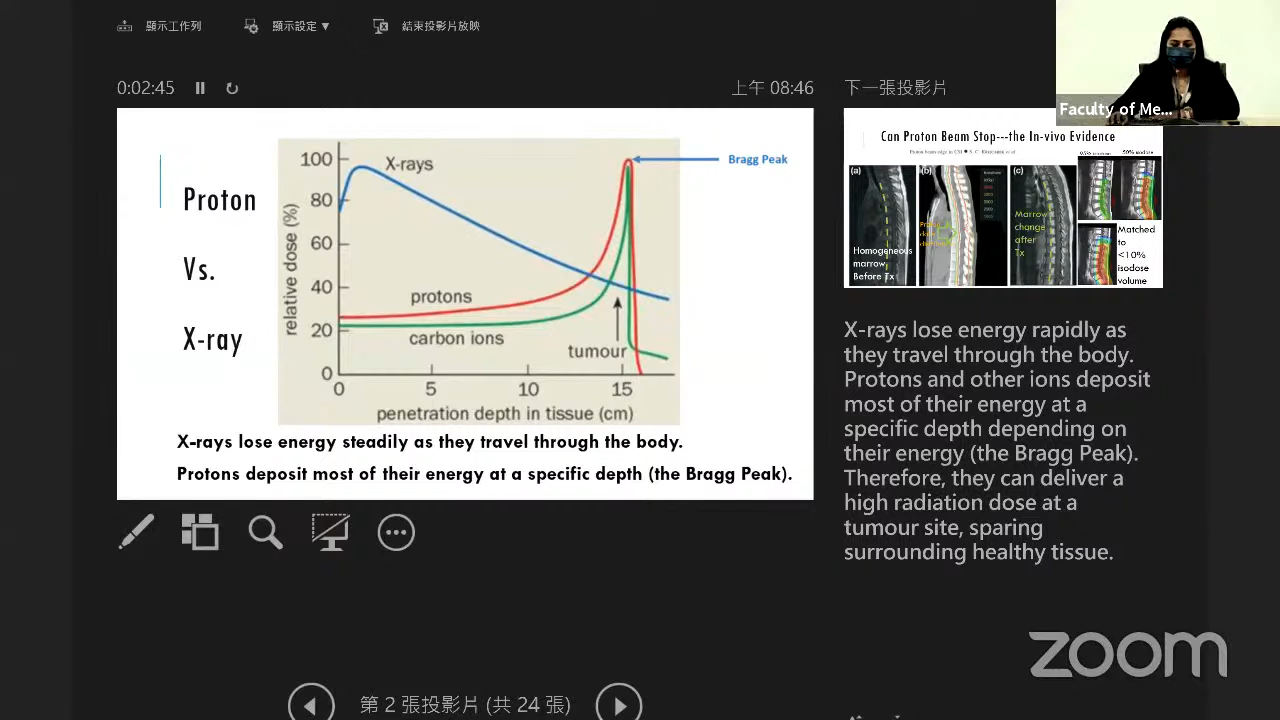 顯示工作列
顯示設定 ▼
結束投影片放映
0:02:45
上午 08:46
下一張投影片
Faculty of Me...
Proton
Vs.
X-ray
100
80
60
40
20
0
relative dose (%)
X-rays
Bragg Peak
protons
carbon ions
tumour
0
5
10
15
penetration depth in tissue (cm)
X-rays lose energy steadily as they travel through the body.
Protons deposit most of their energy at a specific depth (the Bragg Peak).
Can Proton Beam Stop---the In-vivo Evidence
(a)
(b)
(c)
Homogeneous
marrow
Before Tx
Marrow
change
after
Tx
Matched
to
<10%
isodose
volume
X-rays lose energy rapidly as
they travel through the body.
Protons and other ions deposit
most of their energy at a
specific depth depending on
their energy (the Bragg Peak).
Therefore, they can deliver a
high radiation dose at a
tumour site, sparing
surrounding healthy tissue.
zoom
第 2 張投影片 (共 24 張)